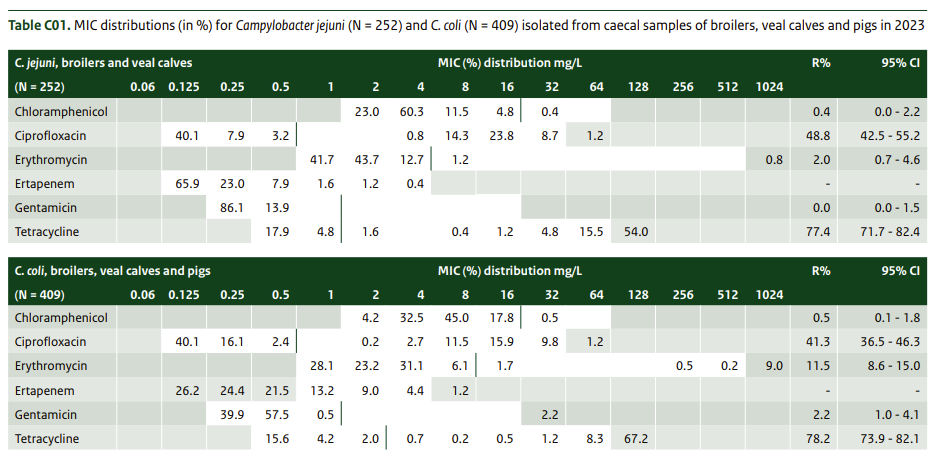 Table C01. MIC distributions (in %) for Campylobacter jejuni (N = 252) and C. coli (N = 409) isolated from caecal samples of broilers, veal calves and pigs in 2023
C. jejuni, broilers and veal calves MIC (%) distribution mg/L R% 95% CI
(N = 252) 0.06 0.125 0.25 0.5 1 2 4 8 16 32 64 128 256 512 1024
Chloramphenicol 23.0 60.3 11.5 4.8 0.4 0.4 0.0 - 2.2
Ciprofloxacin 40.1 7.9 3.2 0.8 14.3 23.8 8.7 1.2 48.8 42.5 - 55.2
Erythromycin 41.7 43.7 12.7 1.2 0.8 2.0 0.7 - 4.6
Ertapenem 65.9 23.0 7.9 1.6 1.2 0.4 - -
Gentamicin 86.1 13.9 0.0 0.0 - 1.5
Tetracycline 17.9 4.8 1.6 0.4 1.2 4.8 15.5 54.0 77.4 71.7 - 82.4
C. coli, broilers, veal calves and pigs MIC (%) distribution mg/L R% 95% CI
(N = 409) 0.06 0.125 0.25 0.5 1 2 4 8 16 32 64 128 256 512 1024
Chloramphenicol 4.2 32.5 45.0 17.8 0.5 0.5 0.1 - 1.8
Ciprofloxacin 40.1 16.1 2.4 0.2 2.7 11.5 15.9 9.8 1.2 41.3 36.5 - 46.3
Erythromycin 28.1 23.2 31.1 6.1 1.7 0.5 0.2 9.0 11.5 8.6 - 15.0
Ertapenem 26.2 24.4 21.5 13.2 9.0 4.4 1.2 - -
Gentamicin 39.9 57.5 0.5 2.2 2.2 1.0 - 4.1
Tetracycline 15.6 4.2 2.0 0.7 0.2 0.5 1.2 8.3 67.2 78.2 73.9 - 82.1